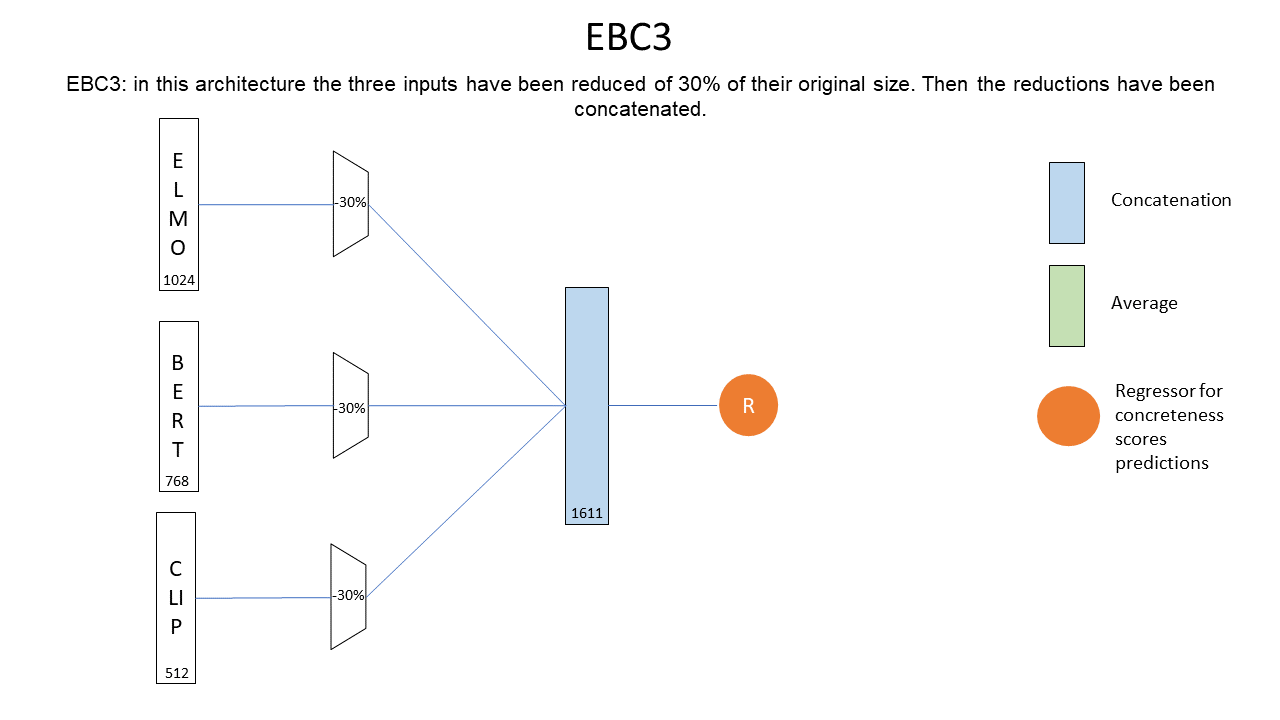 EBC3
EBC3: in this architecture the three inputs have been reduced of 30% of their original size. Then the reductions have been
concatenated.
E
L
M
O
1024
-30%
B
E
R
T
768
-30%
C
LI
P
512
-30%
1611
R
Concatenation
Average
Regressor for
concreteness
scores
predictions